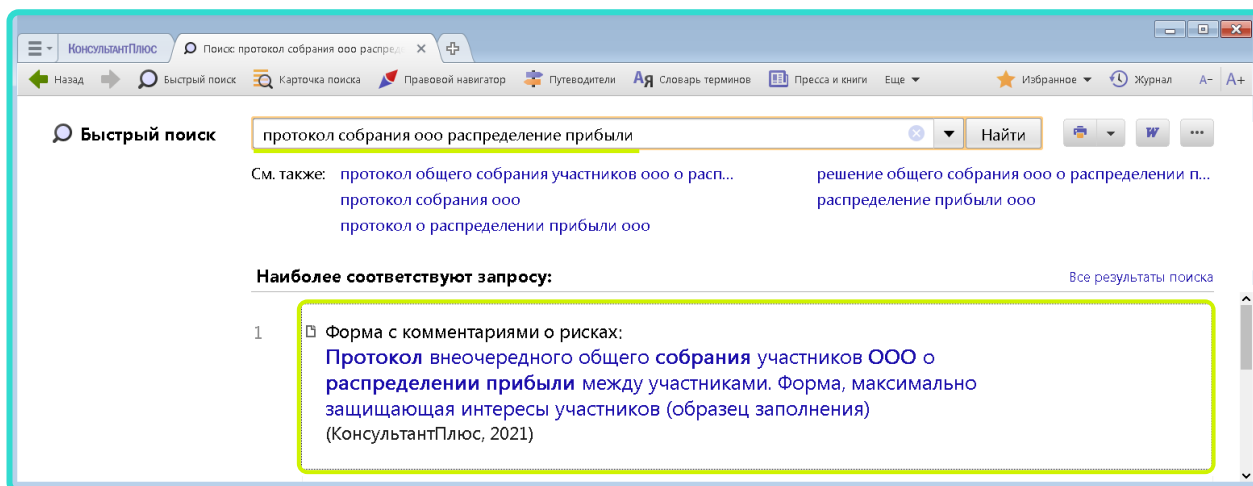 КонсультантПлюс
Поиск: протокол собрания ооо распред
Назад
Быстрый поиск
Карточка поиска
Правовой навигатор
Путеводители
Aя Словарь терминов
Пресса и книги
Еще
Избранное
Журнал
A-
A+
Быстрый поиск
протокол собрания ооо распределение прибыли
Найти
W
См. также:
протокол общего собрания участников ооо о расп...
решение общего собрания ооо о распределении п...
протокол собрания ооо
распределение прибыли ооо
протокол о распределении прибыли ооо
Наиболее соответствуют запросу:
Все результаты поиска
1
Форма с комментариями о рисках:
Протокол внеочередного общего собрания участников ООО о
распределении прибыли между участниками. Форма, максимально
защищающая интересы участников (образец заполнения)
(КонсультантПлюс, 2021)